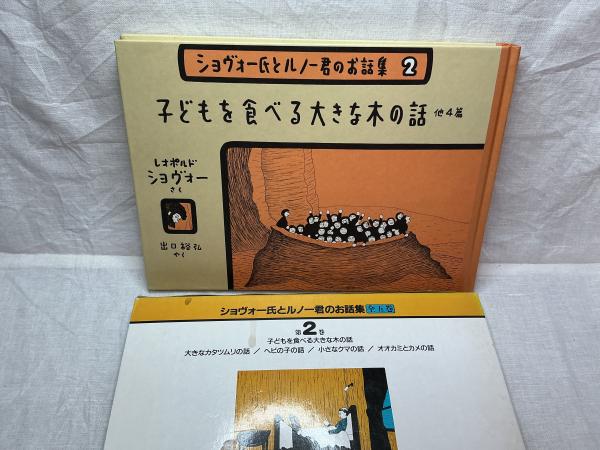 ショヴォー氏とルノー君のお話集 2
子どもを食べる大きな木の話 他4篇
レオポルド
ショヴォー
さく
出口裕弘
やく
ショヴォー氏とルノー君のお話集 全五巻
第2巻
子どもを食べる大きな木の話
大きなカタツムリの話 / ヘビの子の話 / 小さなクマの話 / オオカミとカメの話